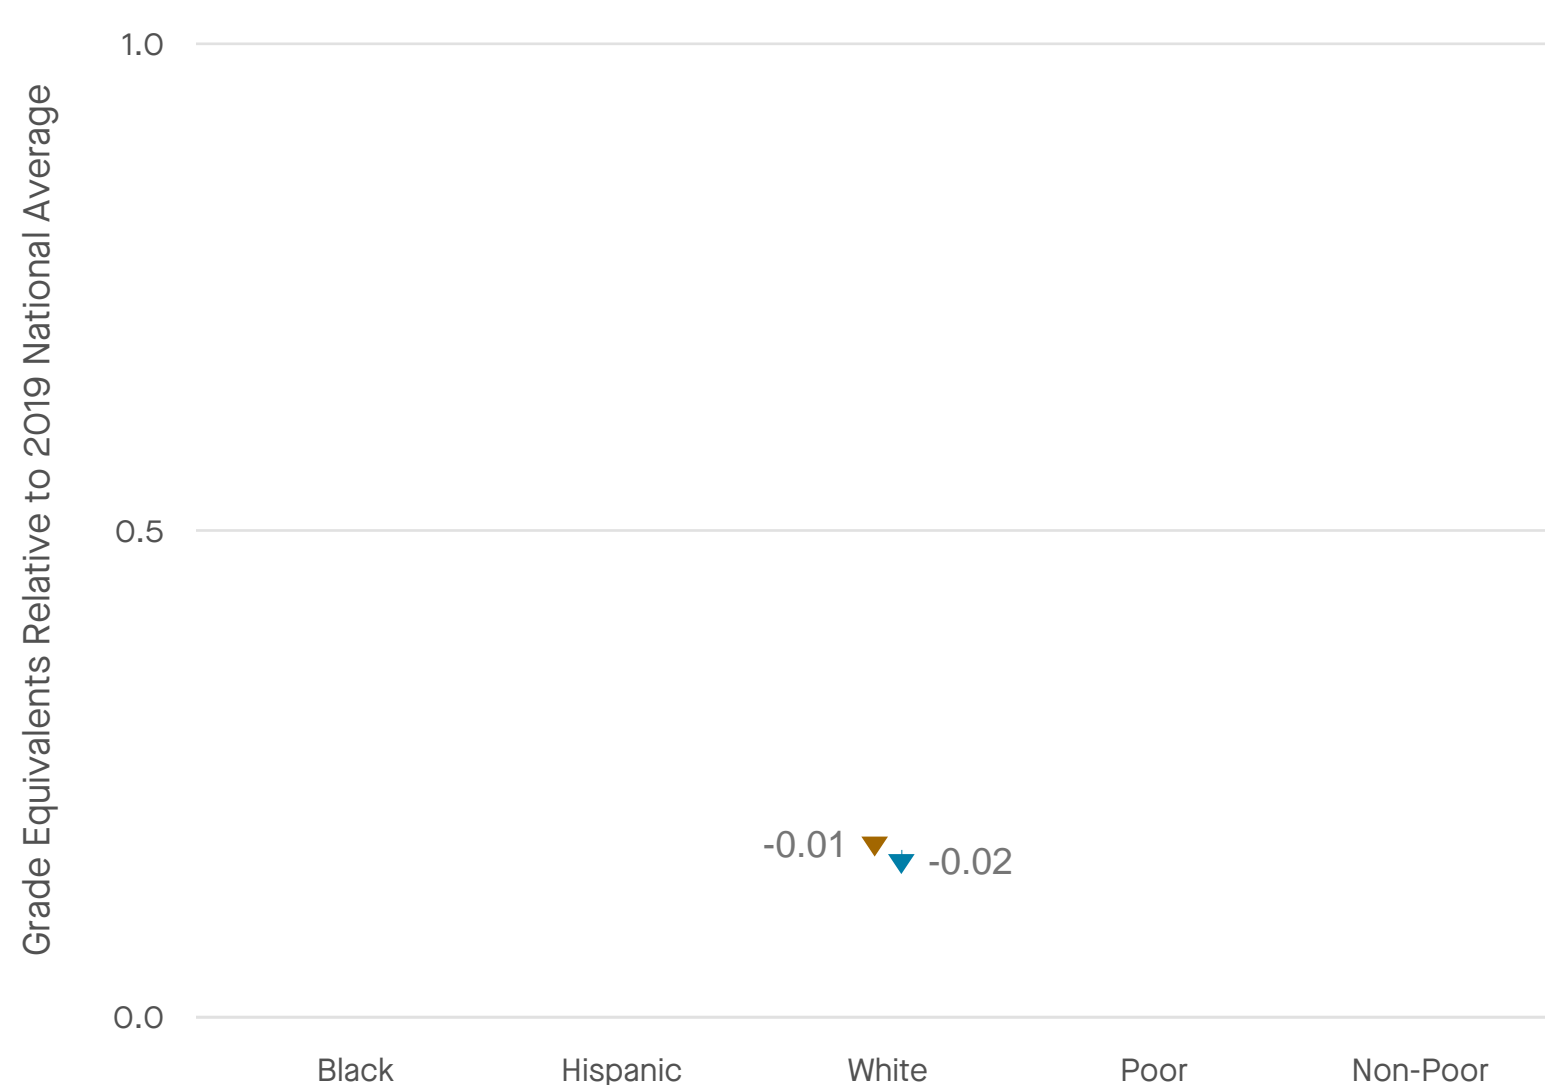 Grade Equivalents Relative to 2019 National Average
1.0
0.5
-0.01
-0.02
0.0
Black Hispanic White Poor Non-Poor